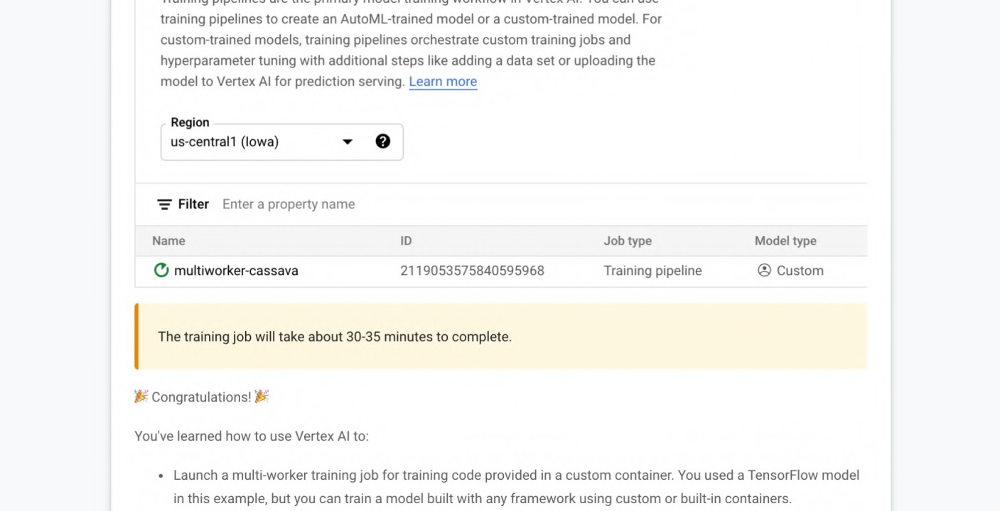 Training pipelines are the primary model training workflow in Vertex AI. You can use
training pipelines to create an AutoML-trained model or a custom-trained model. For
custom-trained models, training pipelines orchestrate custom training jobs and
hyperparameter tuning with additional steps like adding a data set or uploading the
model to Vertex AI for prediction serving. Learn more
Region
us-central1 (Iowa)
Filter Enter a property name
Name ID Job type Model type
multiworker-cassava 2119053575840595968 Training pipeline Custom
The training job will take about 30-35 minutes to complete.
🎉 Congratulations! 🎉
You've learned how to use Vertex AI to:
• Launch a multi-worker training job for training code provided in a custom container. You used a TensorFlow model
in this example, but you can train a model built with any framework using custom or built-in containers.